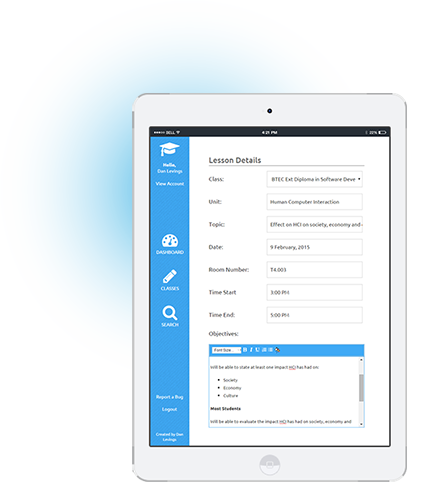 BELL
4:21 PM
22%
Hello,
Dan Levings
View Account
DASHBOARD
CLASSES
SEARCH
Report a Bug
Logout
Created by Dan
Levings
Lesson Details
Class:
BTEC Ext Diploma in Software Deve
Unit:
Human Computer Interaction
Topic:
Effect on HCI on society, economy and
Date:
9 February, 2015
Room Number:
T4.003
Time Start
3:00 PM
Time End:
5:00 PM
Objectives:
Font Size... B I U
Will be able to state at least one impact HCI has had on:
• Society
• Economy
• Culture
Most Students
Will be able to evaluate the impact HCI has on society, economy and